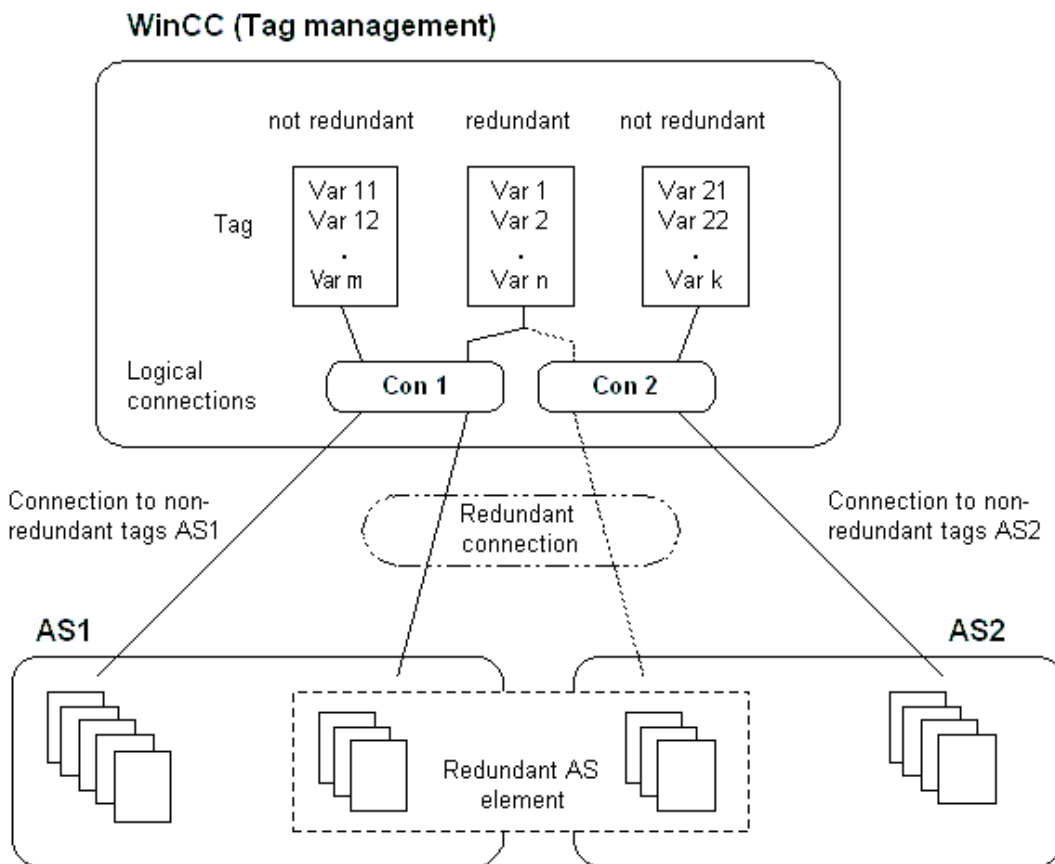 WinCC (Tag management)
not redundant redundant not redundant
Tag
Var 11
Var 12
.
Var m
Var 1
Var 2
.
Var n
Var 21
Var 22
.
Var k
Logical
connections
Con 1
Con 2
Connection to non-
redundant tags AS1
Redundant
connection
Connection to non-
redundant tags AS2
AS1
AS2
Redundant AS
element